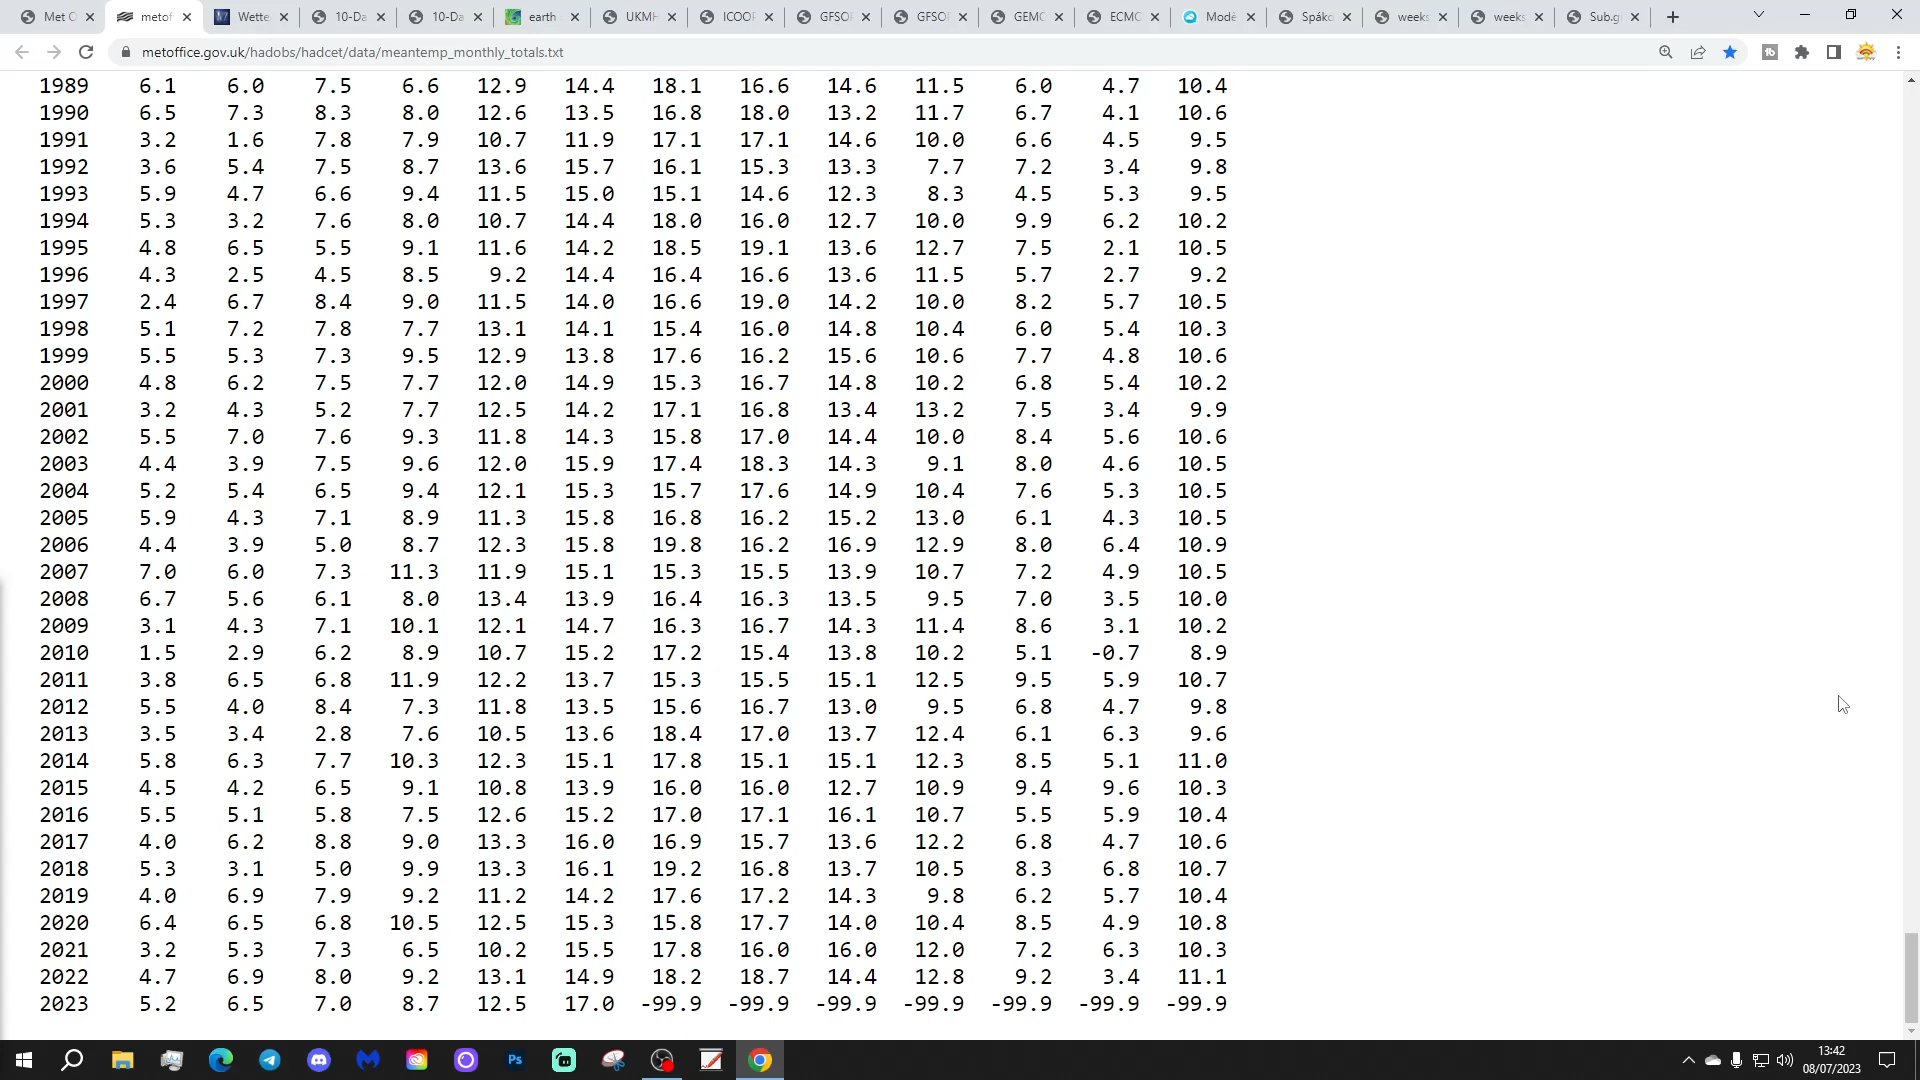 Met O
metof
Wette
10-Da
10-Da
earth
UKMH
ICOOP
GFSOP
GFSOP
GEMO
ECMO
Modè
Spáko
weeks
weeks
Sub.g
metoffice.gov.uk/hadobs/hadcet/data/meantemp_monthly_totals.txt
1989 6.1 6.0 7.5 6.6 12.9 14.4 18.1 16.6 14.6 11.5 6.0 4.7 10.4
1990 6.5 7.3 8.3 8.0 12.6 13.5 16.8 18.0 13.2 11.7 6.7 4.1 10.6
1991 3.2 1.6 7.8 7.9 10.7 11.9 17.1 17.1 14.6 10.0 6.6 4.5 9.5
1992 3.6 5.4 7.5 8.7 13.6 15.7 16.1 15.3 13.3 7.7 7.2 3.4 9.8
1993 5.9 4.7 6.6 9.4 11.5 15.0 15.1 14.6 12.3 8.3 4.5 5.3 9.5
1994 5.3 3.2 7.6 8.0 10.7 14.4 18.0 16.0 12.7 10.0 9.9 6.2 10.2
1995 4.8 6.5 5.5 9.1 11.6 14.2 18.5 19.1 13.6 12.7 7.5 2.1 10.5
1996 4.3 2.5 4.5 8.5 9.2 14.4 16.4 16.6 13.6 11.5 5.7 2.7 9.2
1997 2.4 6.7 8.4 9.0 11.5 14.0 16.6 19.0 14.2 10.0 8.2 5.7 10.5
1998 5.1 7.2 7.8 7.7 13.1 14.1 15.4 16.0 14.8 10.4 6.0 5.4 10.3
1999 5.5 5.3 7.3 9.5 12.9 13.8 17.6 16.2 15.6 10.6 7.7 4.8 10.6
2000 4.8 6.2 7.5 7.7 12.0 14.9 15.3 16.7 14.8 10.2 6.8 5.4 10.2
2001 3.2 4.3 5.2 7.7 12.5 14.2 17.1 16.8 13.4 13.2 7.5 3.4 9.9
2002 5.5 7.0 7.6 9.3 11.8 14.3 15.8 17.0 14.4 10.0 8.4 5.6 10.6
2003 4.4 3.9 7.5 9.6 12.0 15.9 17.4 18.3 14.3 9.1 8.0 4.6 10.5
2004 5.2 5.4 6.5 9.4 12.1 15.3 15.7 17.6 14.9 10.4 7.6 5.3 10.5
2005 5.9 4.3 7.1 8.9 11.3 15.8 16.8 16.2 15.2 13.0 6.1 4.3 10.5
2006 4.4 3.9 5.0 8.7 12.3 15.8 19.8 16.2 16.9 12.9 8.0 6.4 10.9
2007 7.0 6.0 7.3 11.3 11.9 15.1 15.3 15.5 13.9 10.7 7.2 4.9 10.5
2008 6.7 5.6 6.1 8.0 13.4 13.9 16.4 16.3 13.5 9.5 7.0 3.5 10.0
2009 3.1 4.3 7.1 10.1 12.1 14.7 16.3 16.7 14.3 11.4 8.6 3.1 10.2
2010 1.5 2.9 6.2 8.9 10.7 15.2 17.2 15.4 13.8 10.2 5.1 -0.7 8.9
2011 3.8 6.5 6.8 11.9 12.2 13.7 15.3 15.5 15.1 12.5 9.5 5.9 10.7
2012 5.5 4.0 8.4 7.3 11.8 13.5 15.6 16.7 13.0 9.5 6.8 4.7 9.8
2013 3.5 3.4 2.8 7.6 10.5 13.6 18.4 17.0 13.7 12.4 6.1 6.3 9.6
2014 5.8 6.3 7.7 10.3 12.3 15.1 17.8 15.1 15.1 12.3 8.5 5.1 11.0
2015 4.5 4.2 6.5 9.1 10.8 13.9 16.0 16.0 12.7 10.9 9.4 9.6 10.3
2016 5.5 5.1 5.8 7.5 12.6 15.2 17.0 17.1 16.1 10.7 5.5 5.9 10.4
2017 4.0 6.2 8.8 9.0 13.3 16.0 16.9 15.7 13.6 12.2 6.8 4.7 10.6
2018 5.3 3.1 5.0 9.9 13.3 16.1 19.2 16.8 13.7 10.5 8.3 6.8 10.7
2019 4.0 6.9 7.9 9.2 11.2 14.2 17.6 17.2 14.3 9.8 6.2 5.7 10.4
2020 6.4 6.5 6.8 10.5 12.5 15.3 15.8 17.7 14.0 10.4 8.5 4.9 10.8
2021 3.2 5.3 7.3 6.5 10.2 15.5 17.8 16.0 16.0 12.0 7.2 6.3 10.3
2022 4.7 6.9 8.0 9.2 13.1 14.9 18.2 18.7 14.4 12.8 9.2 3.4 11.1
2023 5.2 6.5 7.0 8.7 12.5 17.0 -99.9 -99.9 -99.9 -99.9 -99.9 -99.9 -99.9
Ps
13:42
08/07/2023